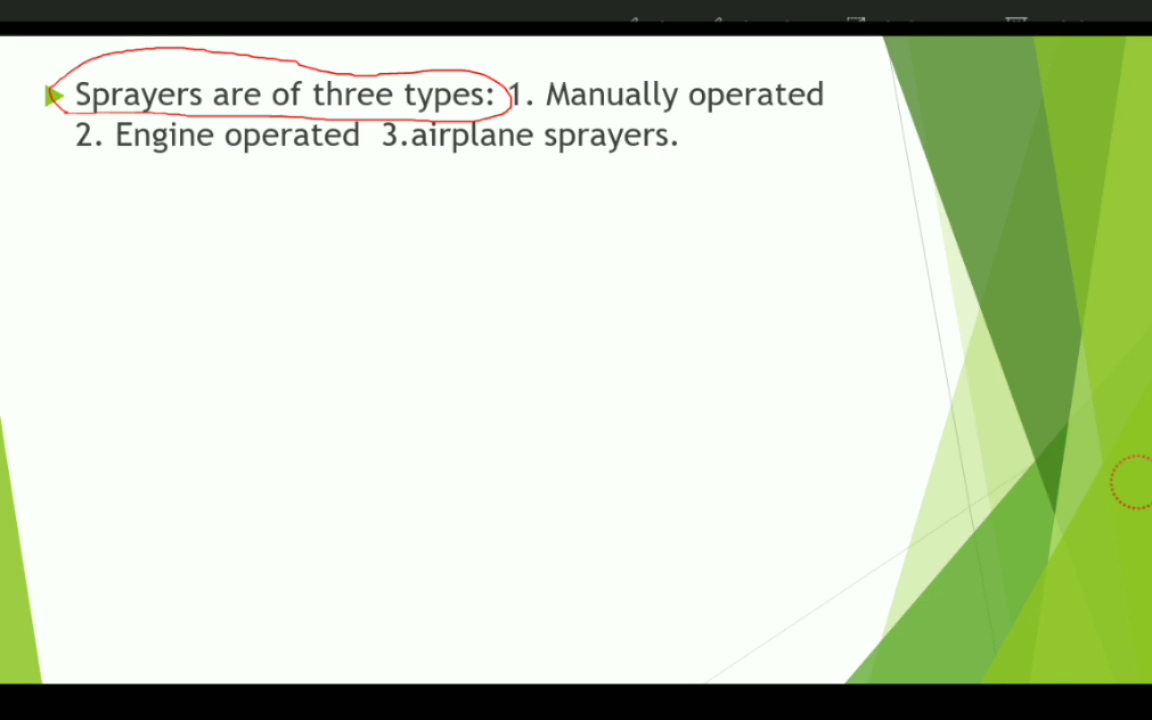 Sprayers are of three types: 1. Manually operated
2. Engine operated 3.airplane sprayers.